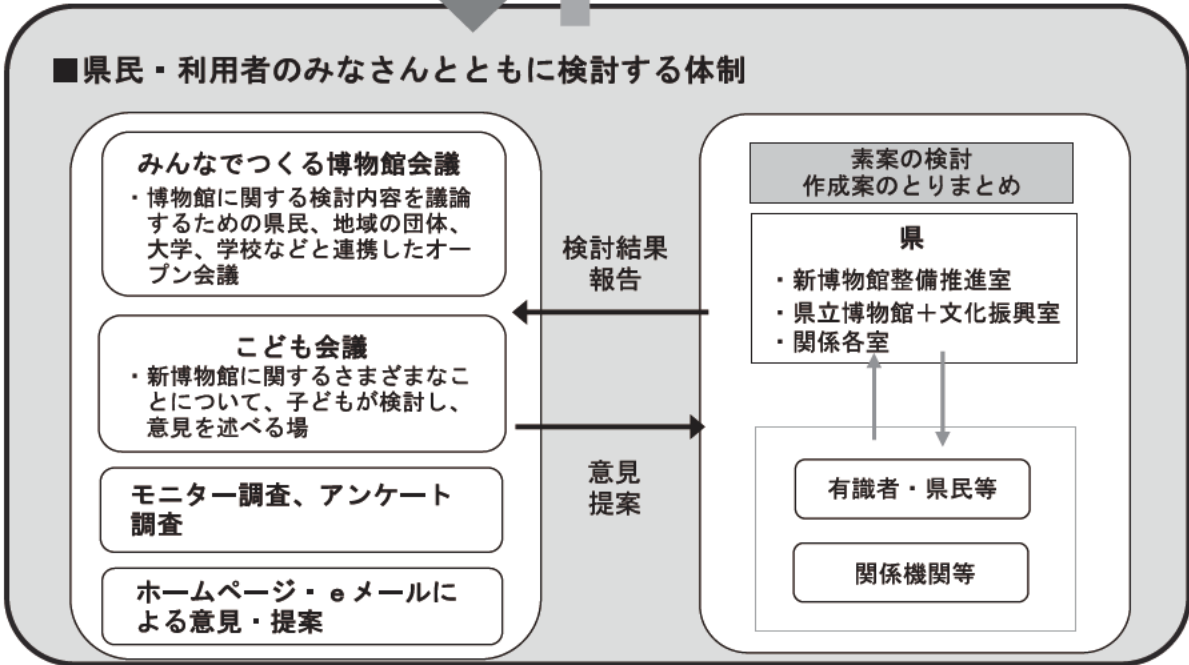 ■県民・利用者のみなさんとともに検討する体制
みんなでつくる博物館会議
・博物館に関する検討内容を議論
するための県民、地域の団体、
大学、学校などと連携したオー
プン会議
こども会議
・新博物館に関するさまざまなこ
とについて、子どもが検討し、
意見を述べる場
モニター調査、アンケート
調査
ホームページ・eメールに
よる意見・提案
検討結果
報告
意見
提案
素案の検討
作成案のとりまとめ
県
・新博物館整備推進室
・県立博物館＋文化振興室
・関係各室
有識者・県民等
関係機関等